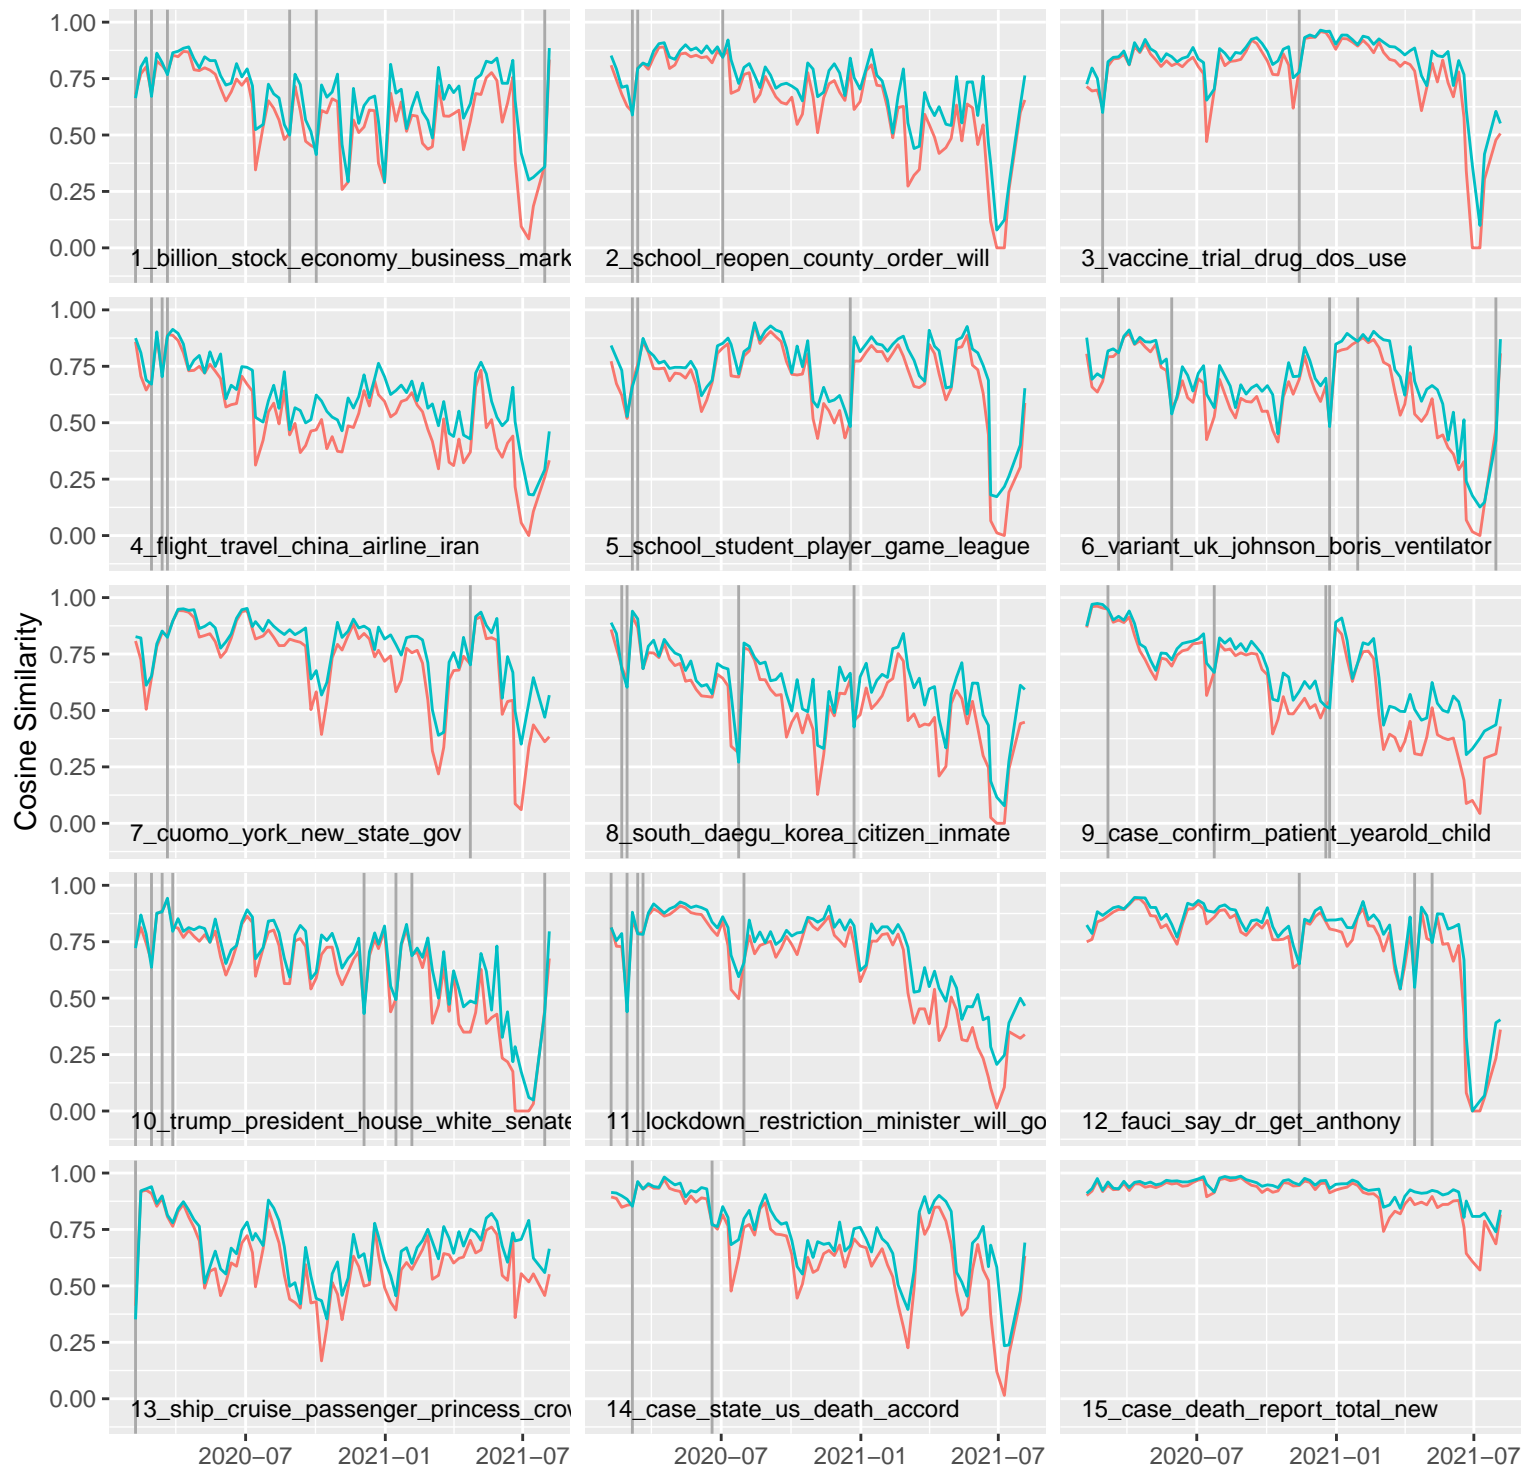 1.00
0.75
0.50
0.25
0.00
1_billion_stock_economy_business_mark
2_school_reopen_county_order_will
3_vaccine_trial_drug_dos_use
1.00
0.75
0.50
0.25
0.00
4_flight_travel_china_airline_iran
5_school_student_player_game_league
6_variant_uk_johnson_boris_ventilator
Cosine Similarity
1.00
0.75
0.50
0.25
0.00
7_cuomo_york_new_state_gov
8_south_daegu_korea_citizen_inmate
9_case_confirm_patient_yearold_child
1.00
0.75
0.50
0.25
0.00
10_trump_president_house_white_senate
11_lockdown_restriction_minister_will_go
12_fauci_say_dr_get_anthony
1.00
0.75
0.50
0.25
0.00
13_ship_cruise_passenger_princess_crow
14_case_state_us_death_accord
15_case_death_report_total_new
2020−07 2021−01 2021−07
2020−07 2021−01 2021−07
2020−07 2021−01 2021−07